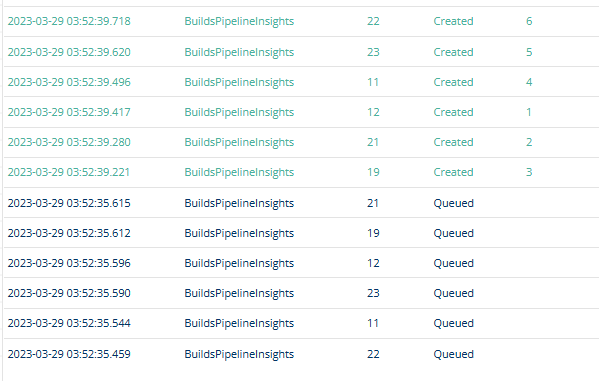 2023-03-29 03:52:39.718 BuildsPipelineInsights 22 Created 6
2023-03-29 03:52:39.620 BuildsPipelineInsights 23 Created 5
2023-03-29 03:52:39.496 BuildsPipelineInsights 11 Created 4
2023-03-29 03:52:39.417 BuildsPipelineInsights 12 Created 1
2023-03-29 03:52:39.280 BuildsPipelineInsights 21 Created 2
2023-03-29 03:52:39.221 BuildsPipelineInsights 19 Created 3
2023-03-29 03:52:35.615 BuildsPipelineInsights 21 Queued
2023-03-29 03:52:35.612 BuildsPipelineInsights 19 Queued
2023-03-29 03:52:35.596 BuildsPipelineInsights 12 Queued
2023-03-29 03:52:35.590 BuildsPipelineInsights 23 Queued
2023-03-29 03:52:35.544 BuildsPipelineInsights 11 Queued
2023-03-29 03:52:35.459 BuildsPipelineInsights 22 Queued